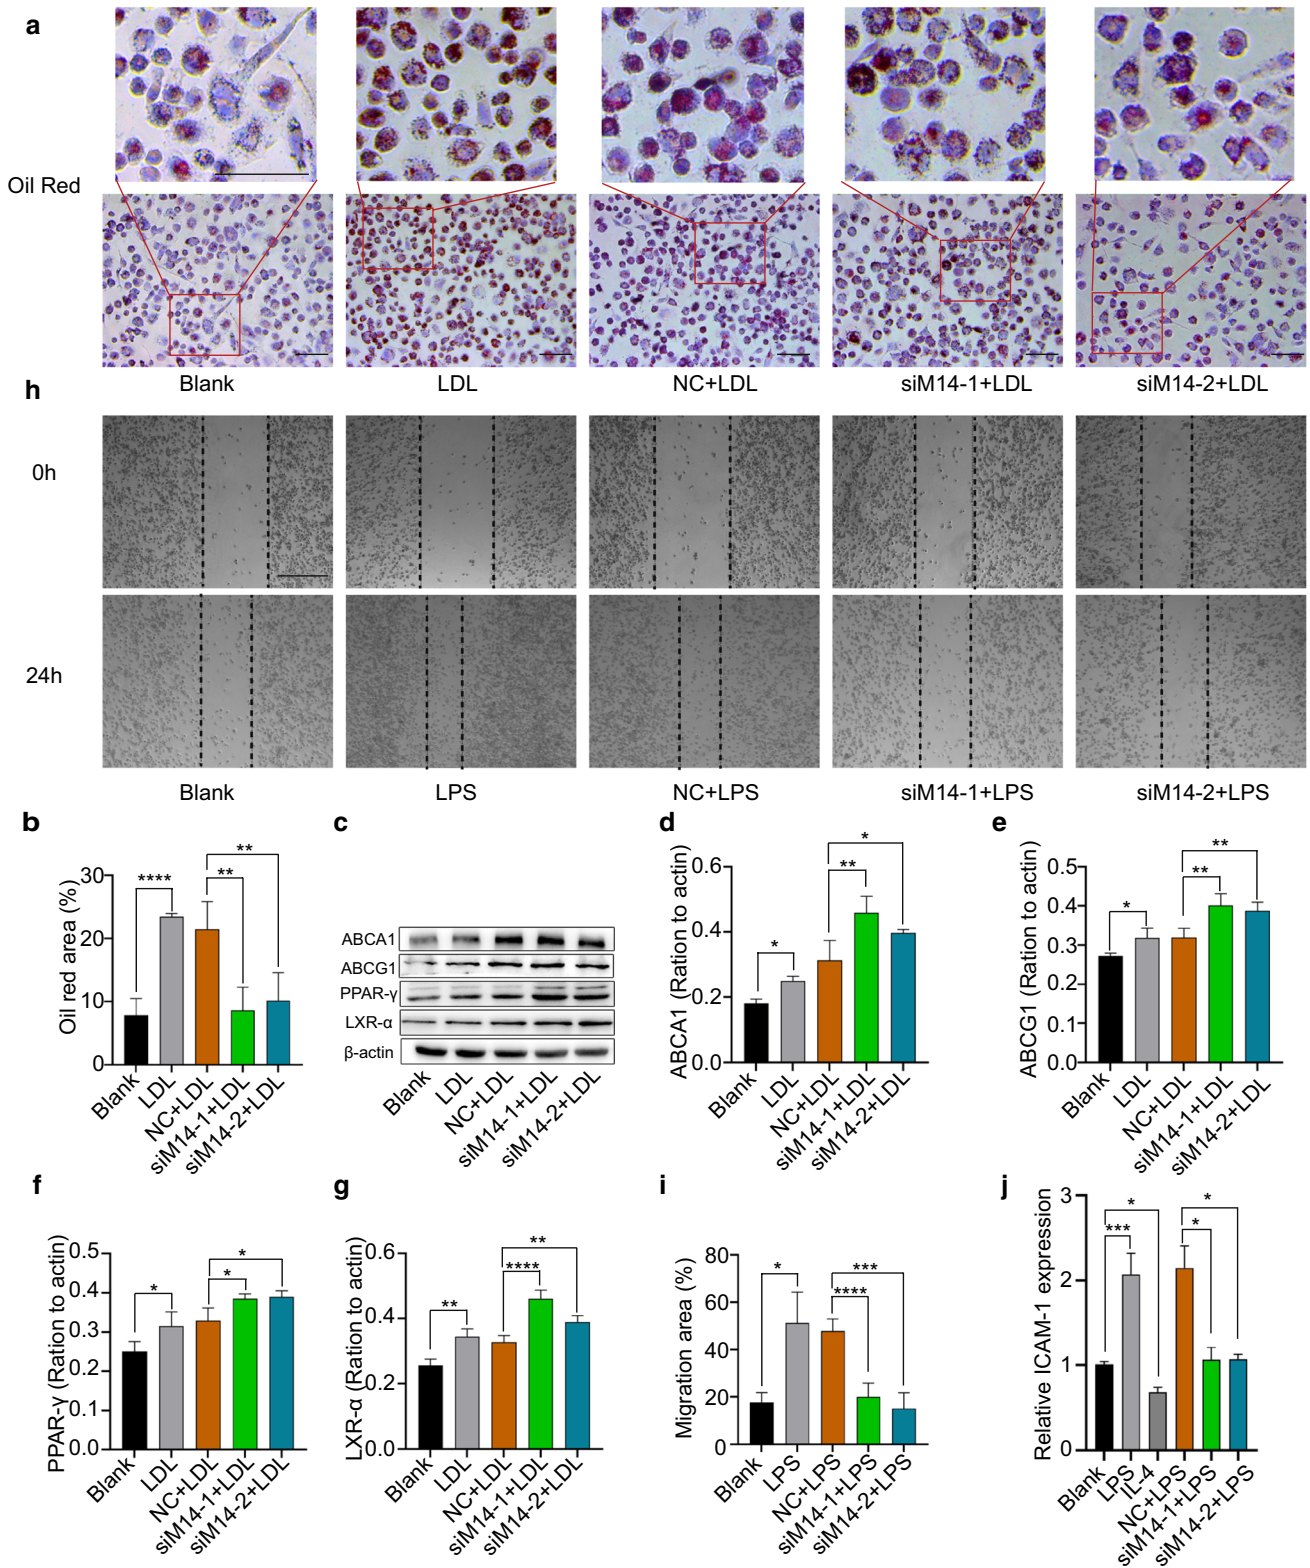 a
Oil Red
Blank LDL NC+LDL siM14-1+LDL siM14-2+LDL
h
0h
24h
Blank LPS NC+LPS siM14-1+LPS siM14-2+LPS
b
Oil red area (%)
30
20
10
0
****
**
**
Blank
LDL
NC+LDL
siM14-1+LDL
siM14-2+LDL
c
ABCA1
ABCG1
PPAR-γ
LXR-α
β-actin
Blank
LDL
NC+LDL
siM14-1+LDL
siM14-2+LDL
d
ABCA1 (Ration to actin)
0.6
0.4
0.2
0.0
*
**
*
Blank
LDL
NC+LDL
siM14-1+LDL
siM14-2+LDL
e
ABCG1 (Ration to actin)
0.5
0.4
0.3
0.2
0.1
0.0
*
**
**
Blank
LDL
NC+LDL
siM14-1+LDL
siM14-2+LDL
f
PPAR-γ (Ration to actin)
0.5
0.4
0.3
0.2
0.1
0.0
*
*
*
Blank
LDL
NC+LDL
siM14-1+LDL
siM14-2+LDL
g
LXR-α (Ration to actin)
0.6
0.4
0.2
0.0
**
****
**
Blank
LDL
NC+LDL
siM14-1+LDL
siM14-2+LDL
i
Migration area (%)
80
60
40
20
0
*
****
***
Blank
LPS
NC+LPS
siM14-1+LPS
siM14-2+LPS
j
Relative ICAM-1 expression
3
2
1
0
***
*
*
*
Blank
LPS
IL-4
NC+LPS
siM14-1+LPS
siM14-2+LPS